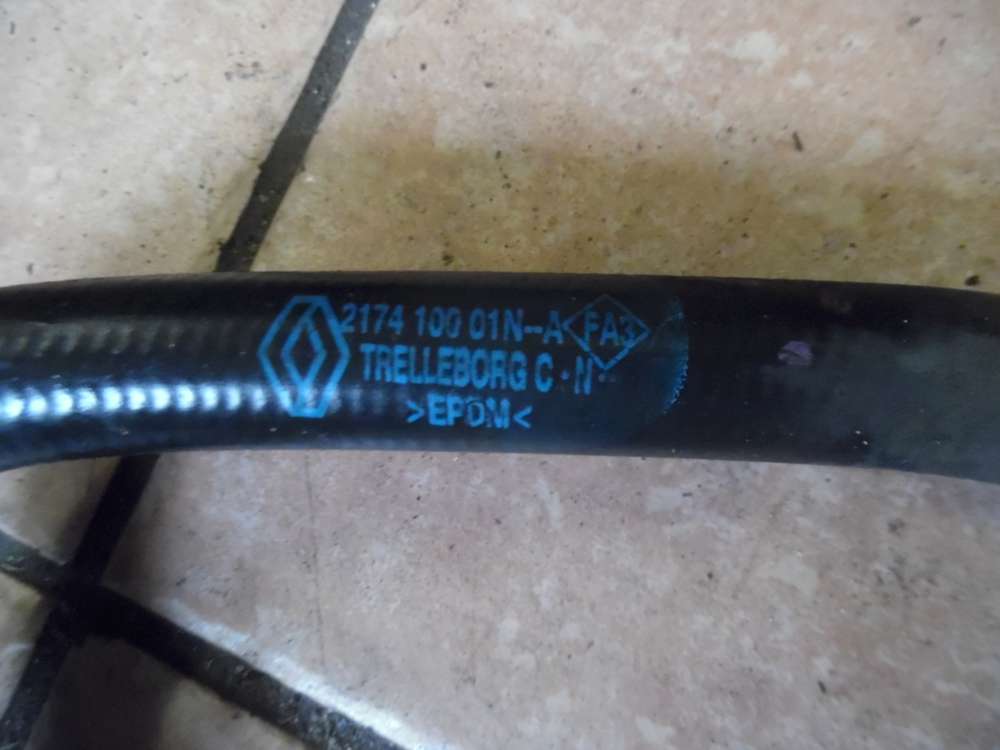 2174 100 01N--A FA3
TRELLEBORG C · N
>EPDM<